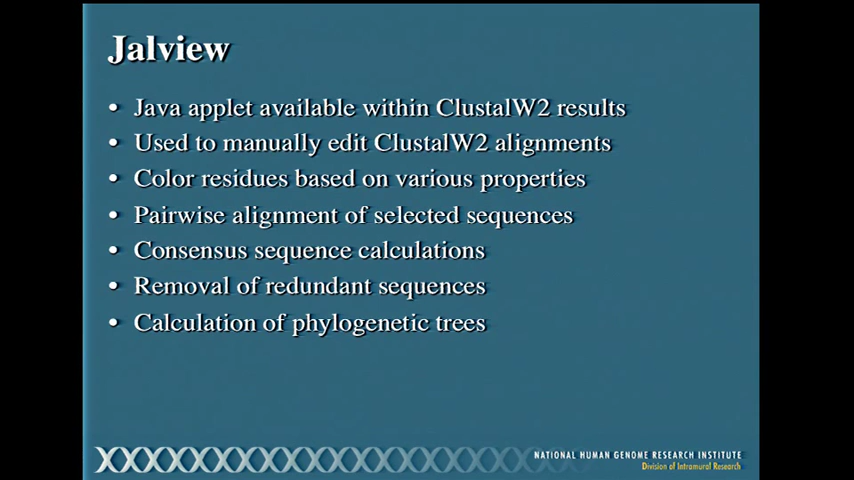 Jalview
• Java applet available within ClustalW2 results
• Used to manually edit ClustalW2 alignments
• Color residues based on various properties
• Pairwise alignment of selected sequences
• Consensus sequence calculations
• Removal of redundant sequences
• Calculation of phylogenetic trees
NATIONAL HUMAN GENOME RESEARCH INSTITUTE
Division of Intramural Research